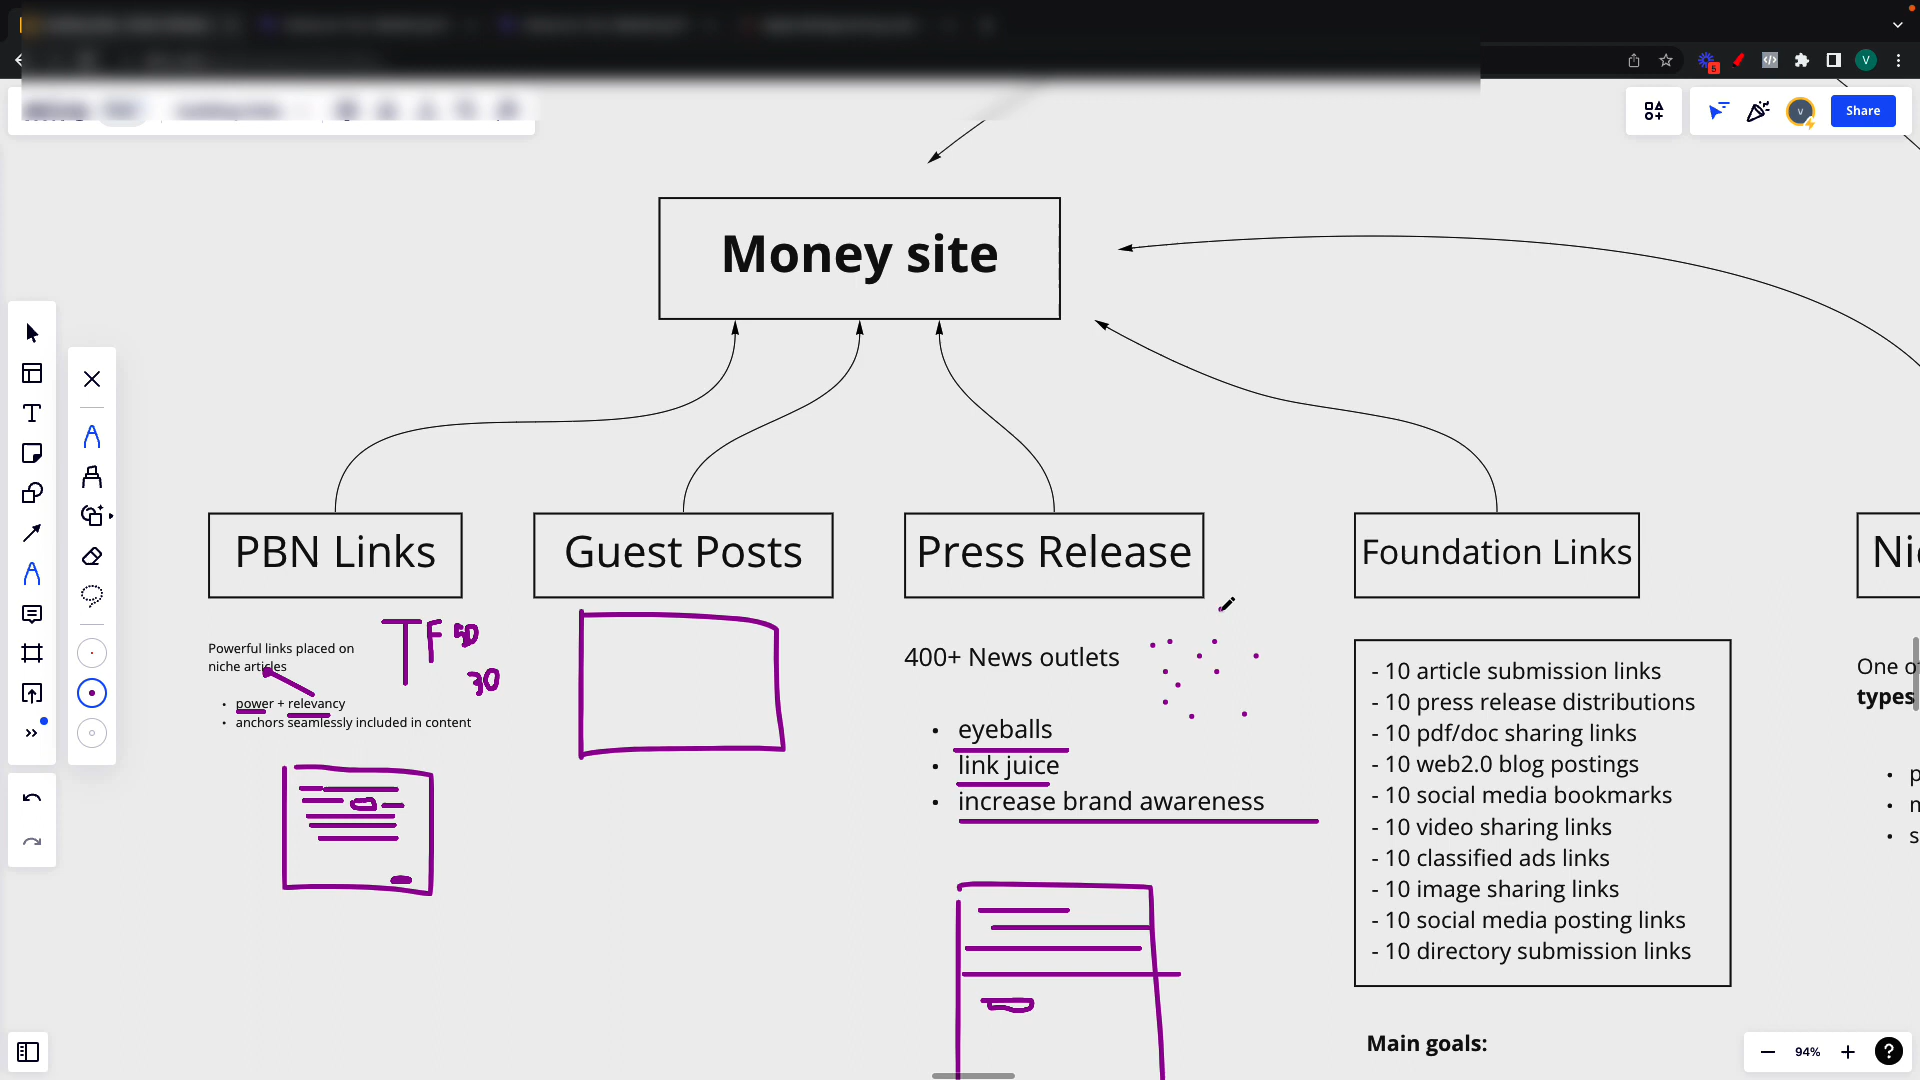 5
V
V
Share
Money site
PBN Links
Guest Posts
Press Release
Foundation Links
Powerful links placed on
niche articles
• power + relevancy
• anchors seamlessly included in content
TF 50
30
400+ News outlets
• eyeballs
• link juice
• increase brand awareness
- 10 article submission links
- 10 press release distributions
- 10 pdf/doc sharing links
- 10 web2.0 blog postings
- 10 social media bookmarks
- 10 video sharing links
- 10 classified ads links
- 10 image sharing links
- 10 social media posting links
- 10 directory submission links
Main goals:
One
types
94%